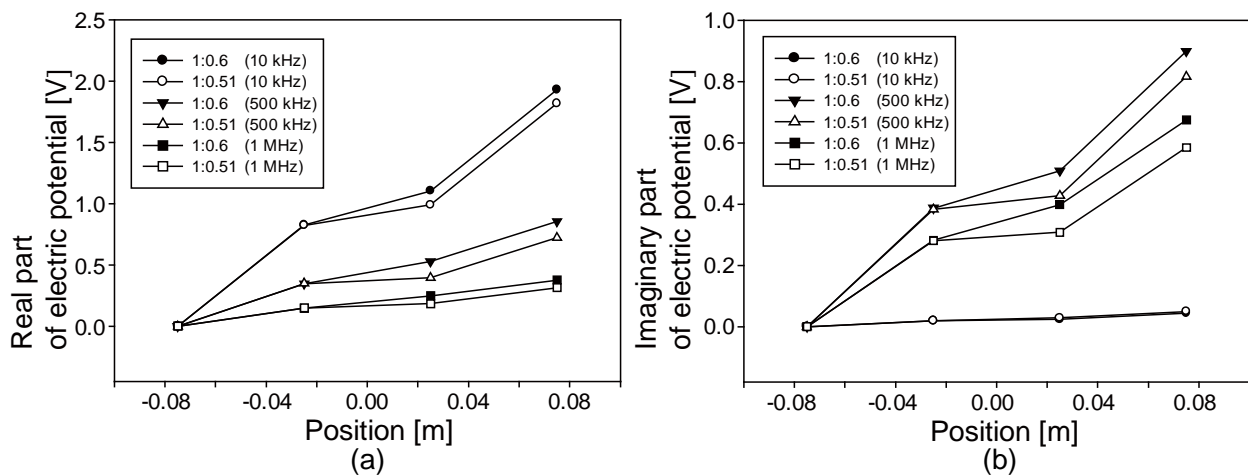 2.5
2.0
1.5
1.0
0.5
0.0
Real part
of electric potential [V]
1:0.6 (10 kHz)
1:0.51 (10 kHz)
1:0.6 (500 kHz)
1:0.51 (500 kHz)
1:0.6 (1 MHz)
1:0.51 (1 MHz)
-0.08 -0.04 0.00 0.04 0.08
Position [m]
(a)
1.0
0.8
0.6
0.4
0.2
0.0
Imaginary part
of electric potential [V]
1:0.6 (10 kHz)
1:0.51 (10 kHz)
1:0.6 (500 kHz)
1:0.51 (500 kHz)
1:0.6 (1 MHz)
1:0.51 (1 MHz)
-0.08 -0.04 0.00 0.04 0.08
Position [m]
(b)